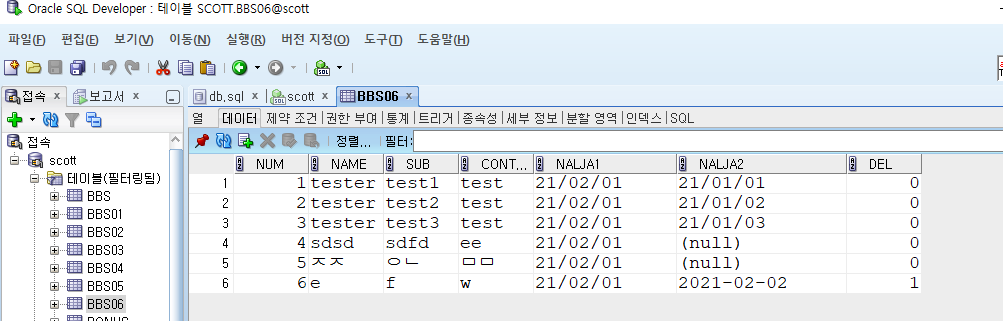 Oracle SQL Developer : 테이블 SCOTT.BBS06@scott
파일(F) 편집(E) 보기(V) 이동(N) 실행(R) 버전 지정(O) 도구(T) 도움말(H)
접속 보고서 db.sql scott BBS06
열 데이터 제약 조건 권한 부여 통계 트리거 종속성 세부 정보 분할 영역 인덱스 SQL
정렬... 필터:
접속
scott
테이블(필터링됨)
BBS
BBS01
BBS02
BBS03
BBS04
BBS05
BBS06
NUM NAME SUB CONT... NALJA1 NALJA2 DEL
1 1 tester test1 test 21/02/01 21/01/01 0
2 2 tester test2 test 21/02/01 21/01/02 0
3 3 tester test3 test 21/02/01 21/01/03 0
4 4 sdsd sdfd ee 21/02/01 (null) 0
5 5 ㅈㅈ ㅇㄴ ㅁㅁ 21/02/01 (null) 0
6 6 e f w 21/02/01 2021-02-02 1